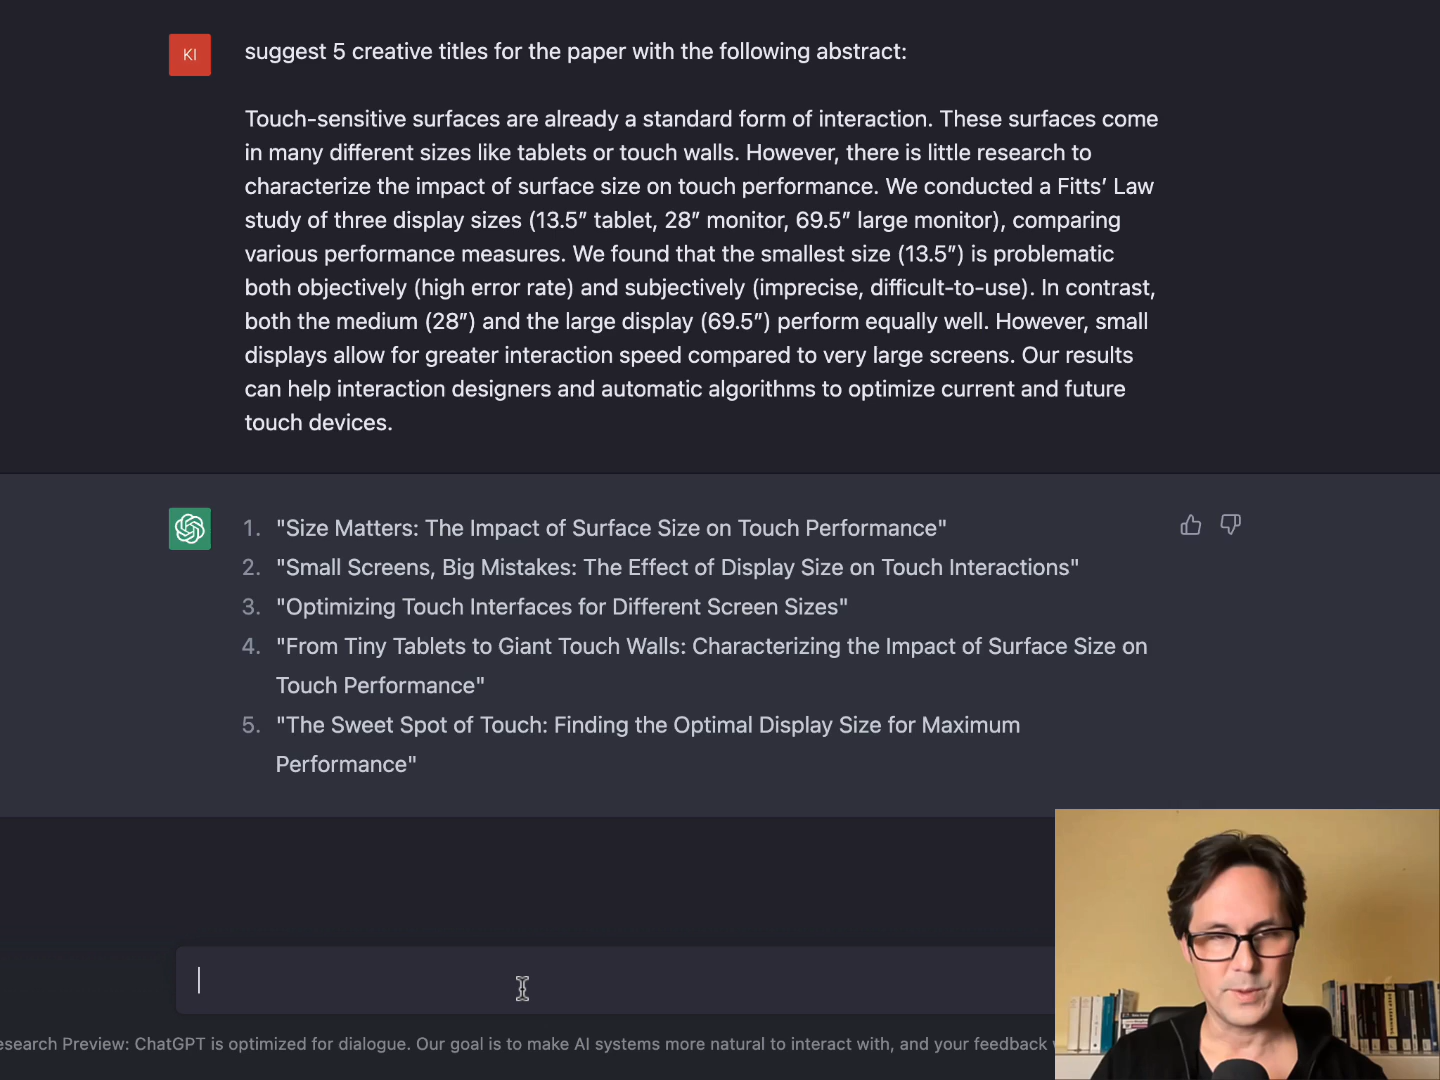 KI
suggest 5 creative titles for the paper with the following abstract:
Touch-sensitive surfaces are already a standard form of interaction. These surfaces come
in many different sizes like tablets or touch walls. However, there is little research to
characterize the impact of surface size on touch performance. We conducted a Fitts’ Law
study of three display sizes (13.5” tablet, 28” monitor, 69.5” large monitor), comparing
various performance measures. We found that the smallest size (13.5”) is problematic
both objectively (high error rate) and subjectively (imprecise, difficult-to-use). In contrast,
both the medium (28”) and the large display (69.5”) perform equally well. However, small
displays allow for greater interaction speed compared to very large screens. Our results
can help interaction designers and automatic algorithms to optimize current and future
touch devices.
1. "Size Matters: The Impact of Surface Size on Touch Performance"
2. "Small Screens, Big Mistakes: The Effect of Display Size on Touch Interactions"
3. "Optimizing Touch Interfaces for Different Screen Sizes"
4. "From Tiny Tablets to Giant Touch Walls: Characterizing the Impact of Surface Size on
Touch Performance"
5. "The Sweet Spot of Touch: Finding the Optimal Display Size for Maximum
Performance"
esearch Preview: ChatGPT is optimized for dialogue. Our goal is to make AI systems more natural to interact with, and your feedback